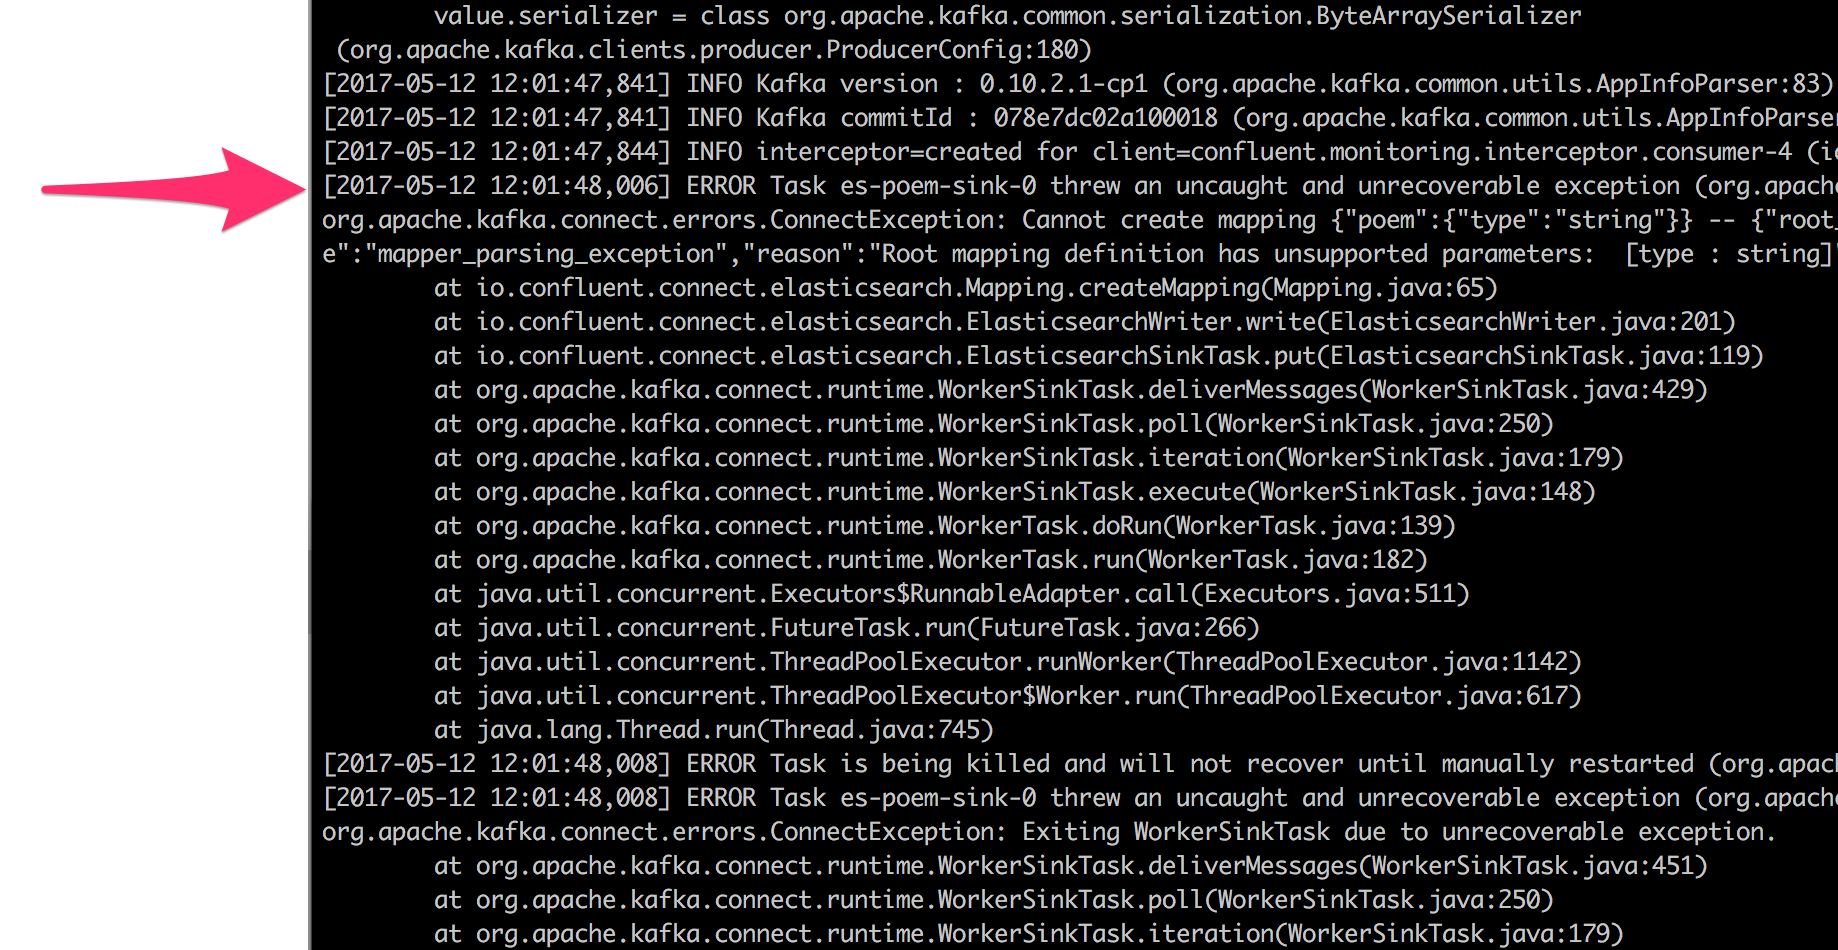 value.serializer = class org.apache.kafka.common.serialization.ByteArraySerializer
(org.apache.kafka.clients.producer.ProducerConfig:180)
[2017-05-12 12:01:47,841] INFO Kafka version : 0.10.2.1-cp1 (org.apache.kafka.common.utils.AppInfoParser:83)
[2017-05-12 12:01:47,841] INFO Kafka commitId : 078e7dc02a100018 (org.apache.kafka.common.utils.AppInfoParser
[2017-05-12 12:01:47,844] INFO interceptor=created for client=confluent.monitoring.interceptor.consumer-4 (io
[2017-05-12 12:01:48,006] ERROR Task es-poem-sink-0 threw an uncaught and unrecoverable exception (org.apache
org.apache.kafka.connect.errors.ConnectException: Cannot create mapping {"poem":{"type":"string"}} -- {"root_
e":"mapper_parsing_exception","reason":"Root mapping definition has unsupported parameters:  [type : string]"
at io.confluent.connect.elasticsearch.Mapping.createMapping(Mapping.java:65)
at io.confluent.connect.elasticsearch.ElasticsearchWriter.write(ElasticsearchWriter.java:201)
at io.confluent.connect.elasticsearch.ElasticsearchSinkTask.put(ElasticsearchSinkTask.java:119)
at org.apache.kafka.connect.runtime.WorkerSinkTask.deliverMessages(WorkerSinkTask.java:429)
at org.apache.kafka.connect.runtime.WorkerSinkTask.poll(WorkerSinkTask.java:250)
at org.apache.kafka.connect.runtime.WorkerSinkTask.iteration(WorkerSinkTask.java:179)
at org.apache.kafka.connect.runtime.WorkerSinkTask.execute(WorkerSinkTask.java:148)
at org.apache.kafka.connect.runtime.WorkerTask.doRun(WorkerTask.java:139)
at org.apache.kafka.connect.runtime.WorkerTask.run(WorkerTask.java:182)
at java.util.concurrent.Executors$RunnableAdapter.call(Executors.java:511)
at java.util.concurrent.FutureTask.run(FutureTask.java:266)
at java.util.concurrent.ThreadPoolExecutor.runWorker(ThreadPoolExecutor.java:1142)
at java.util.concurrent.ThreadPoolExecutor$Worker.run(ThreadPoolExecutor.java:617)
at java.lang.Thread.run(Thread.java:745)
[2017-05-12 12:01:48,008] ERROR Task is being killed and will not recover until manually restarted (org.apac
[2017-05-12 12:01:48,008] ERROR Task es-poem-sink-0 threw an uncaught and unrecoverable exception (org.apache
org.apache.kafka.connect.errors.ConnectException: Exiting WorkerSinkTask due to unrecoverable exception.
at org.apache.kafka.connect.runtime.WorkerSinkTask.deliverMessages(WorkerSinkTask.java:451)
at org.apache.kafka.connect.runtime.WorkerSinkTask.poll(WorkerSinkTask.java:250)
at org.apache.kafka.connect.runtime.WorkerSinkTask.iteration(WorkerSinkTask.java:179)